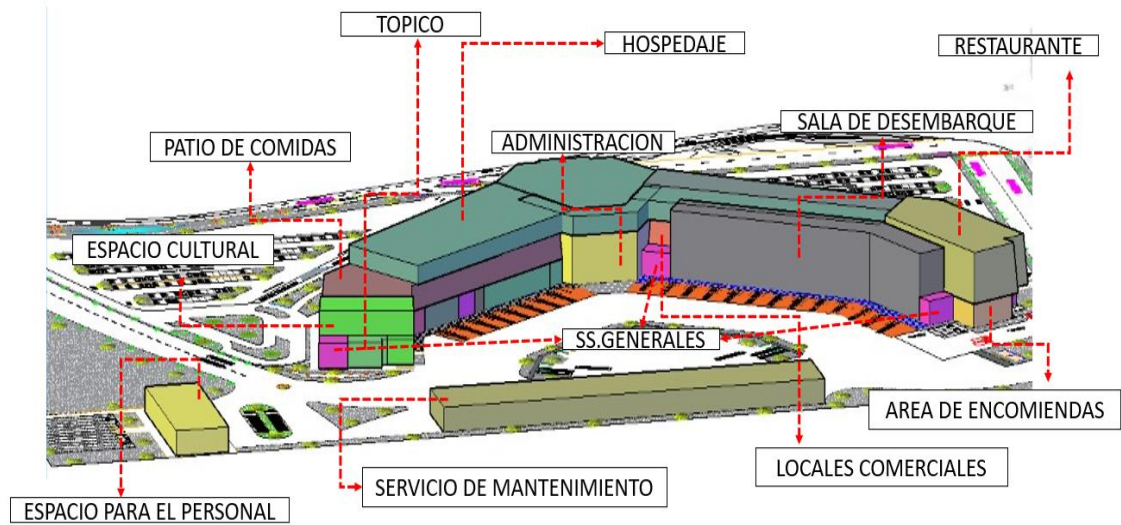 TOPICO
HOSPEDAJE
RESTAURANTE
SALA DE DESEMBARQUE
ADMINISTRACION
PATIO DE COMIDAS
ESPACIO CULTURAL
SS.GENERALES
AREA DE ENCOMIENDAS
LOCALES COMERCIALES
SERVICIO DE MANTENIMIENTO
ESPACIO PARA EL PERSONAL